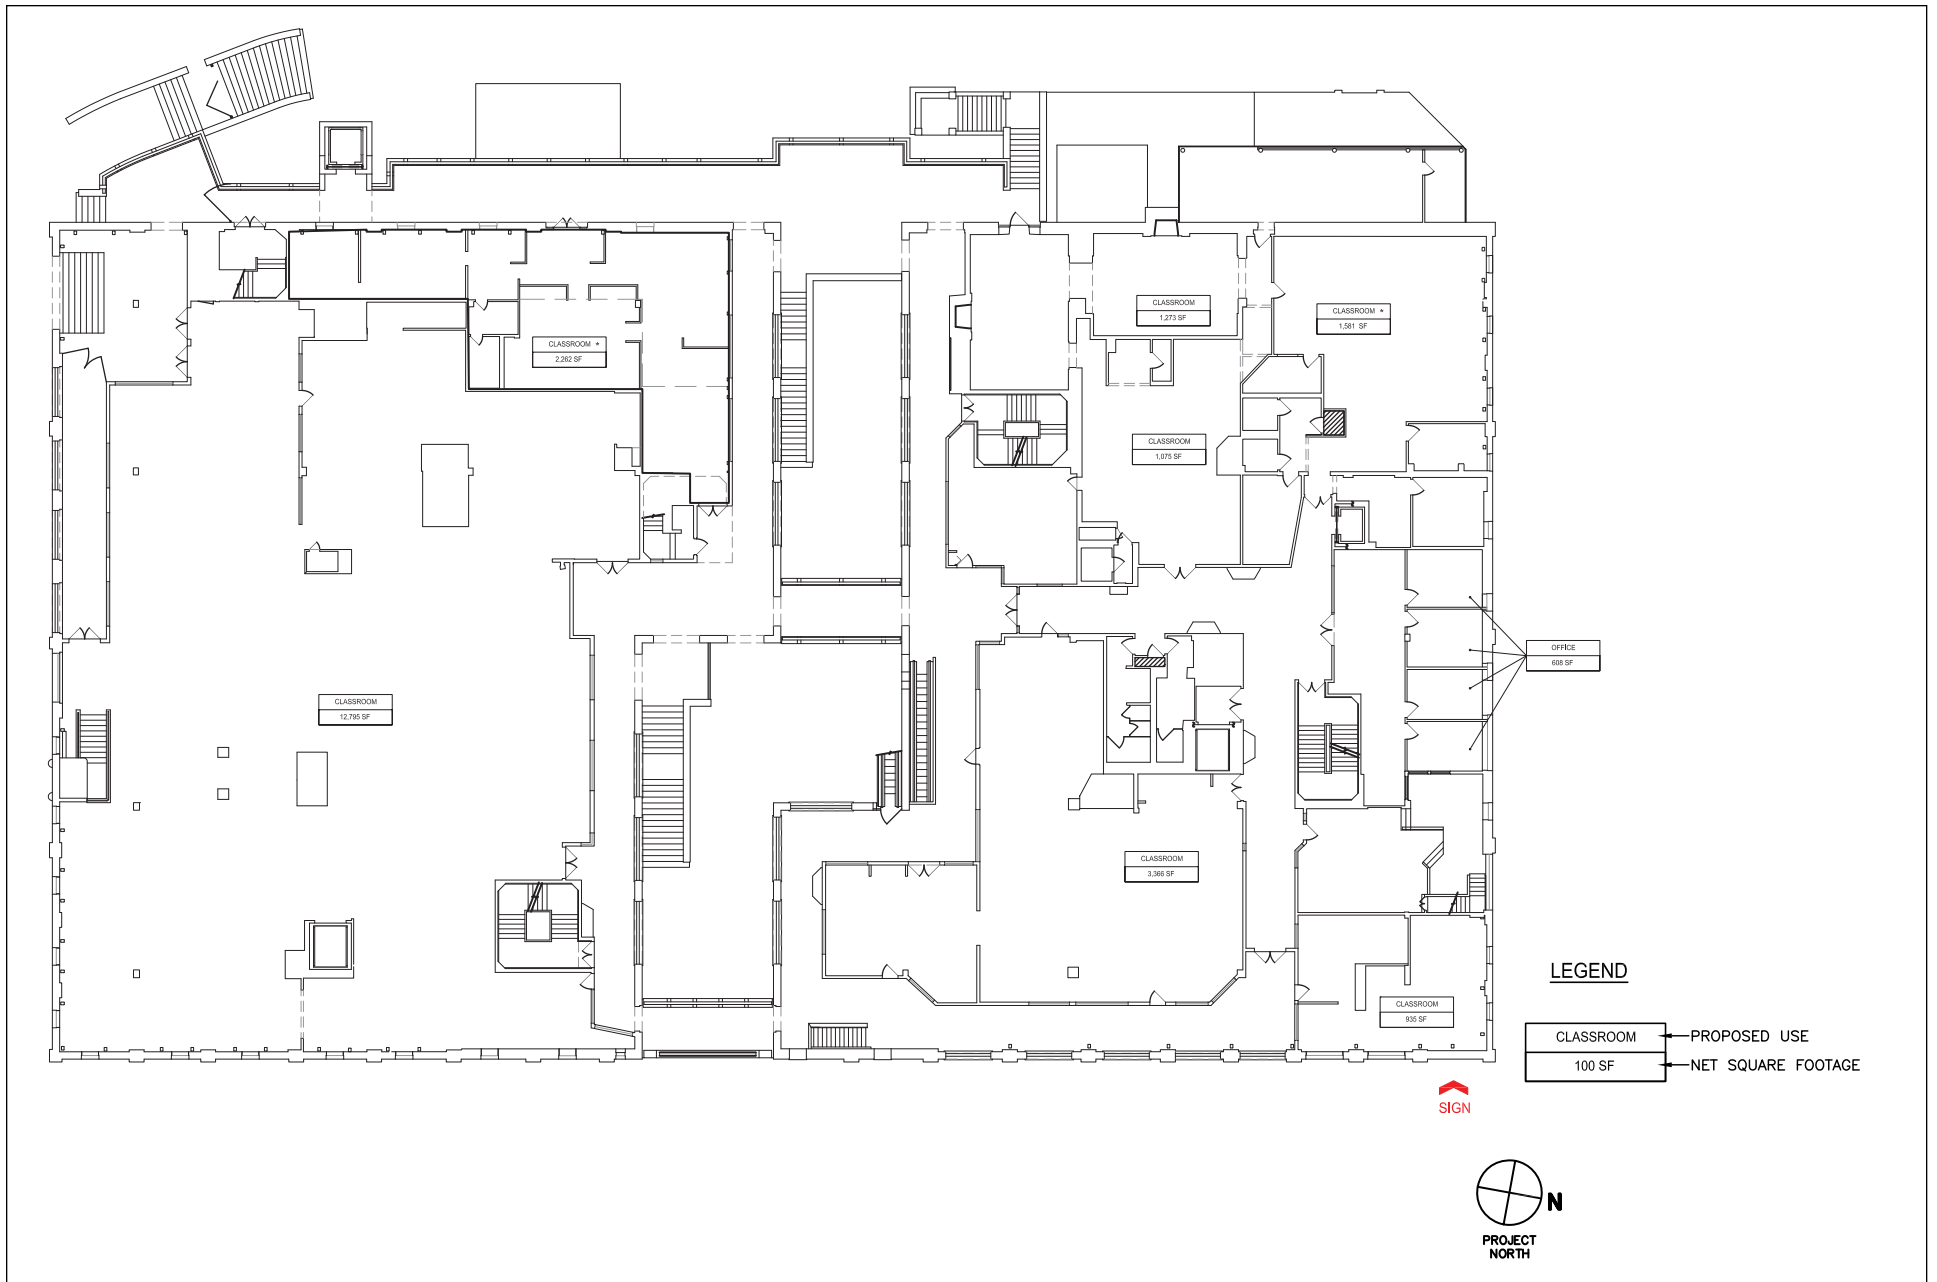 CLASSROOM
1,273 SF
CLASSROOM *
1,581 SF
CLASSROOM *
2,262 SF
CLASSROOM
1,075 SF
OFFICE
608 SF
CLASSROOM
12,795 SF
CLASSROOM
3,366 SF
CLASSROOM
935 SF
LEGEND
CLASSROOM PROPOSED USE
100 SF NET SQUARE FOOTAGE
SIGN
N
PROJECT
NORTH